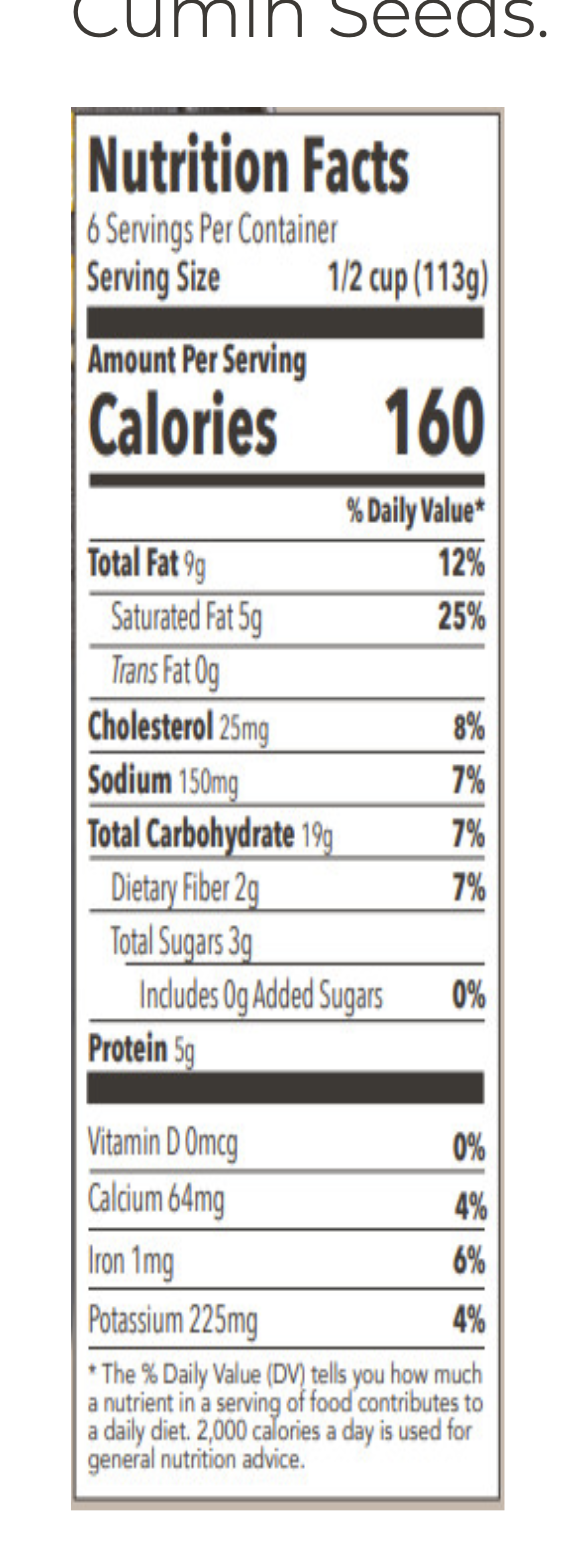 Cumin Seeds.
Nutrition Facts
6 Servings Per Container
Serving Size 1/2 cup (113g)
Amount Per Serving
Calories 160
% Daily Value*
Total Fat 9g 12%
Saturated Fat 5g 25%
Trans Fat 0g
Cholesterol 25mg 8%
Sodium 150mg 7%
Total Carbohydrate 19g 7%
Dietary Fiber 2g 7%
Total Sugars 3g
Includes 0g Added Sugars 0%
Protein 5g
Vitamin D 0mcg 0%
Calcium 64mg 4%
Iron 1mg 6%
Potassium 225mg 4%
* The % Daily Value (DV) tells you how much
a nutrient in a serving of food contributes to
a daily diet. 2,000 calories a day is used for
general nutrition advice.